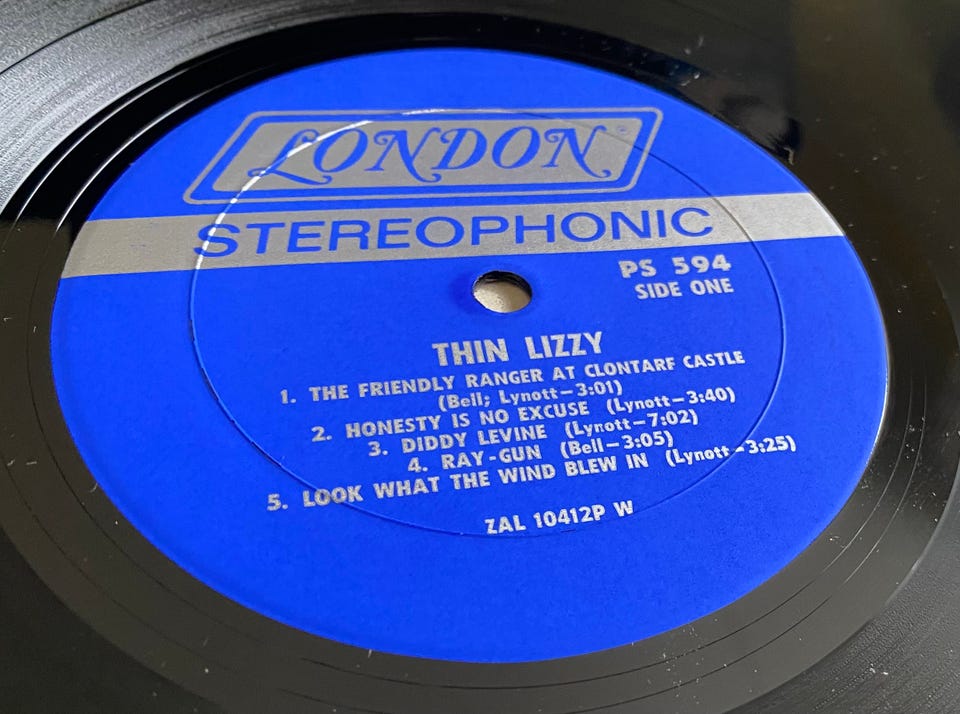 LONDON®
STEREOPHONIC
PS 594
SIDE ONE
THIN LIZZY
1. THE FRIENDLY RANGER AT CLONTARF CASTLE
(Bell; Lynott—3:01)
2. HONESTY IS NO EXCUSE (Lynott—3:40)
3. DIDDY LEVINE (Lynott—7:02)
4. RAY-GUN (Bell—3:05)
5. LOOK WHAT THE WIND BLEW IN (Lynott—3:25)
ZAL 10412P W